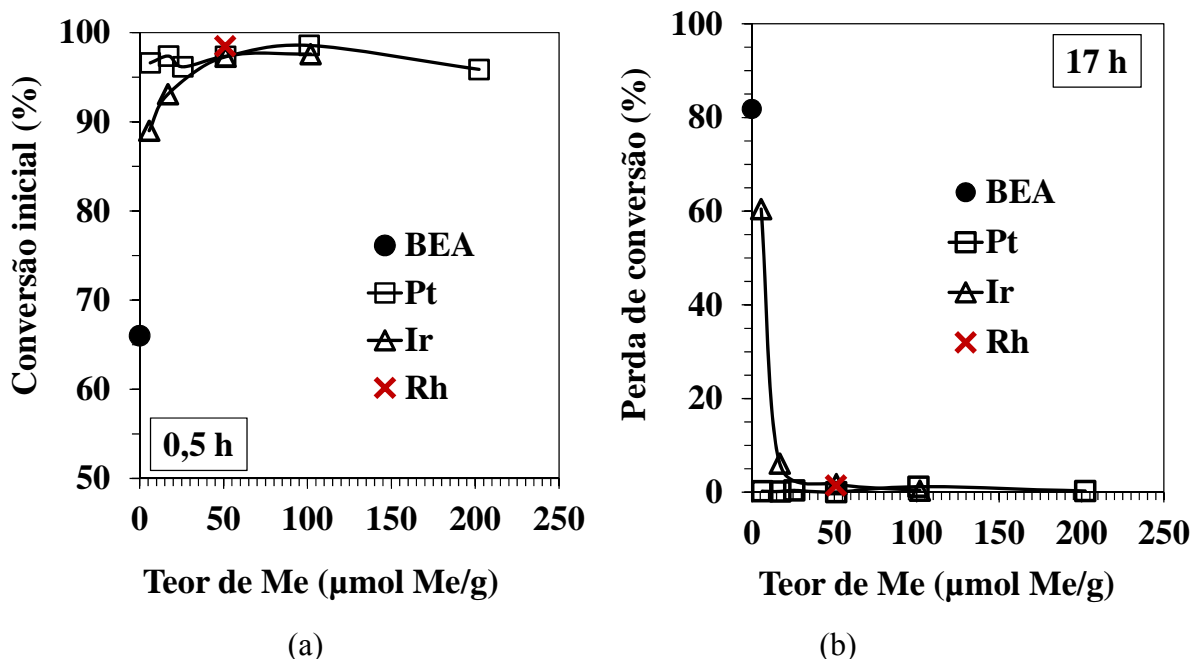 Conversão inicial (%)
100
90
80
70
60
50
BEA
Pt
Ir
Rh
0,5 h
0 50 100 150 200 250
Teor de Me (µmol Me/g)
(a)
Perda de conversão (%)
100
80
60
40
20
0
17 h
BEA
Pt
Ir
Rh
0 50 100 150 200 250
Teor de Me (µmol Me/g)
(b)